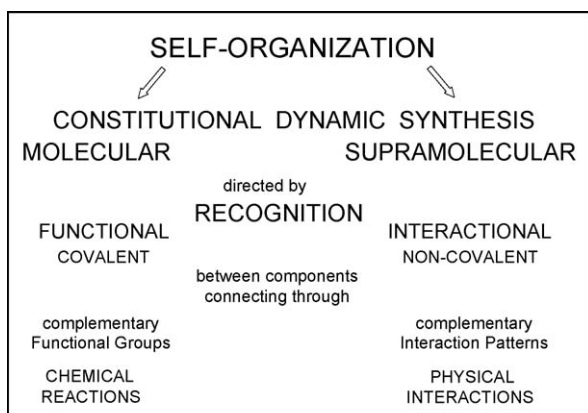 SELF-ORGANIZATION
CONSTITUTIONAL DYNAMIC SYNTHESIS
MOLECULAR SUPRAMOLECULAR
directed by
RECOGNITION
FUNCTIONAL INTERACTIONAL
COVALENT NON-COVALENT
between components
connecting through
complementary complementary
Functional Groups Interaction Patterns
CHEMICAL PHYSICAL
REACTIONS INTERACTIONS